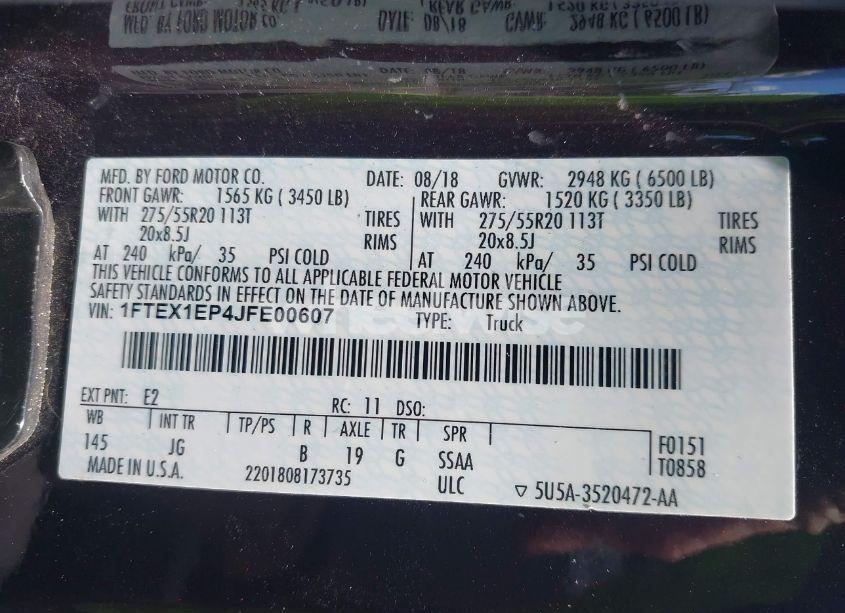 MFD. BY FORD MOTOR CO. DATE: 08/18 GVWR: 2948 KG ( 6500 LB)
FRONT GAWR: 1565 KG ( 3450 LB) REAR GAWR: 1520 KG ( 3350 LB)
WITH 275/55R20 113T TIRES WITH 275/55R20 113T TIRES
20x8.5J RIMS 20x8.5J RIMS
AT 240 kPa/ 35 PSI COLD AT 240 kPa/ 35 PSI COLD
THIS VEHICLE CONFORMS TO ALL APPLICABLE FEDERAL MOTOR VEHICLE
SAFETY STANDARDS IN EFFECT ON THE DATE OF MANUFACTURE SHOWN ABOVE.
VIN: 1FTEX1EP4JFE00607 TYPE: Truck
EXT PNT: E2 RC: 11 DSO:
WB INT TR TP/PS R AXLE TR SPR F0151
145 JG B 19 G SSAA T0858
MADE IN U.S.A. 2201808173735 ULC ▽ 5U5A-3520472-AA